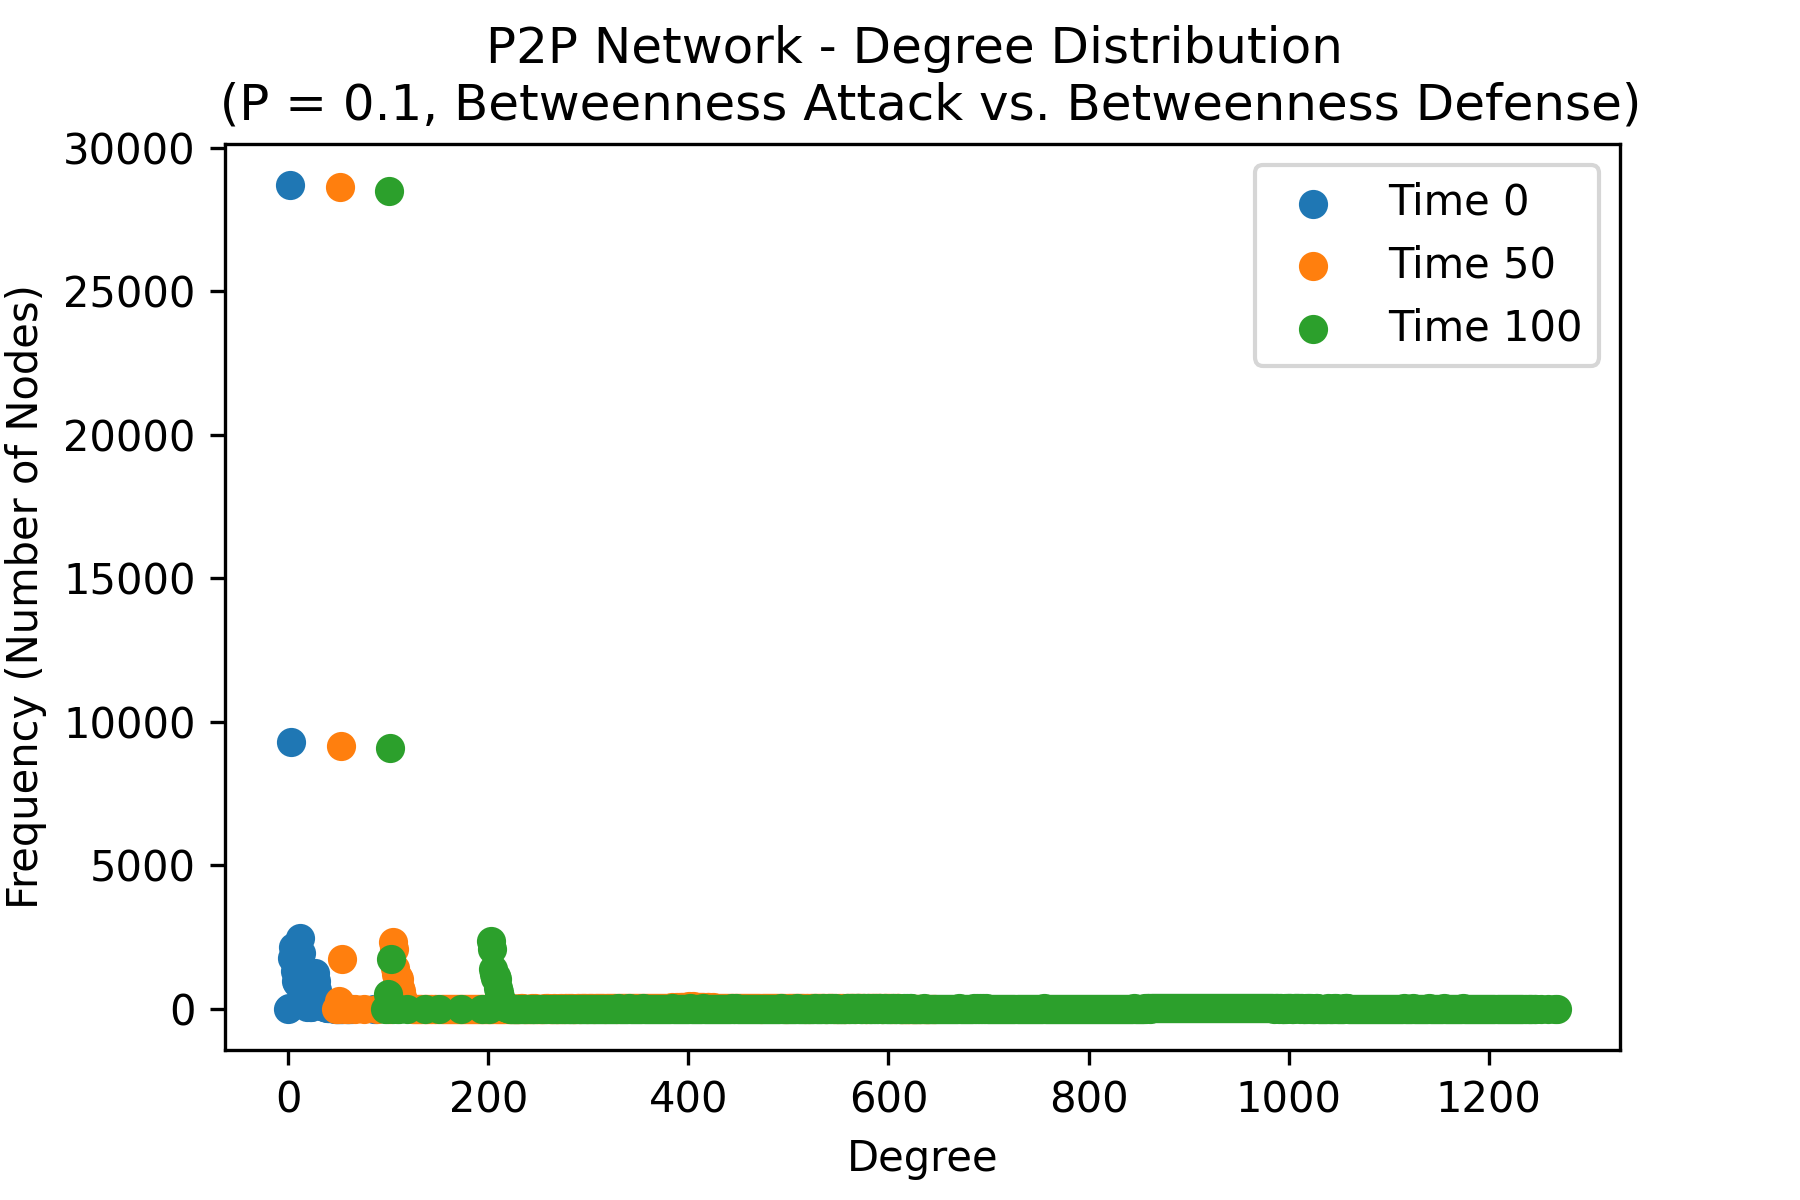 P2P Network - Degree Distribution
(P = 0.1, Betweenness Attack vs. Betweenness Defense)
30000
25000
20000
15000
10000
5000
0
Frequency (Number of Nodes)
Time 0
Time 50
Time 100
0 200 400 600 800 1000 1200
Degree